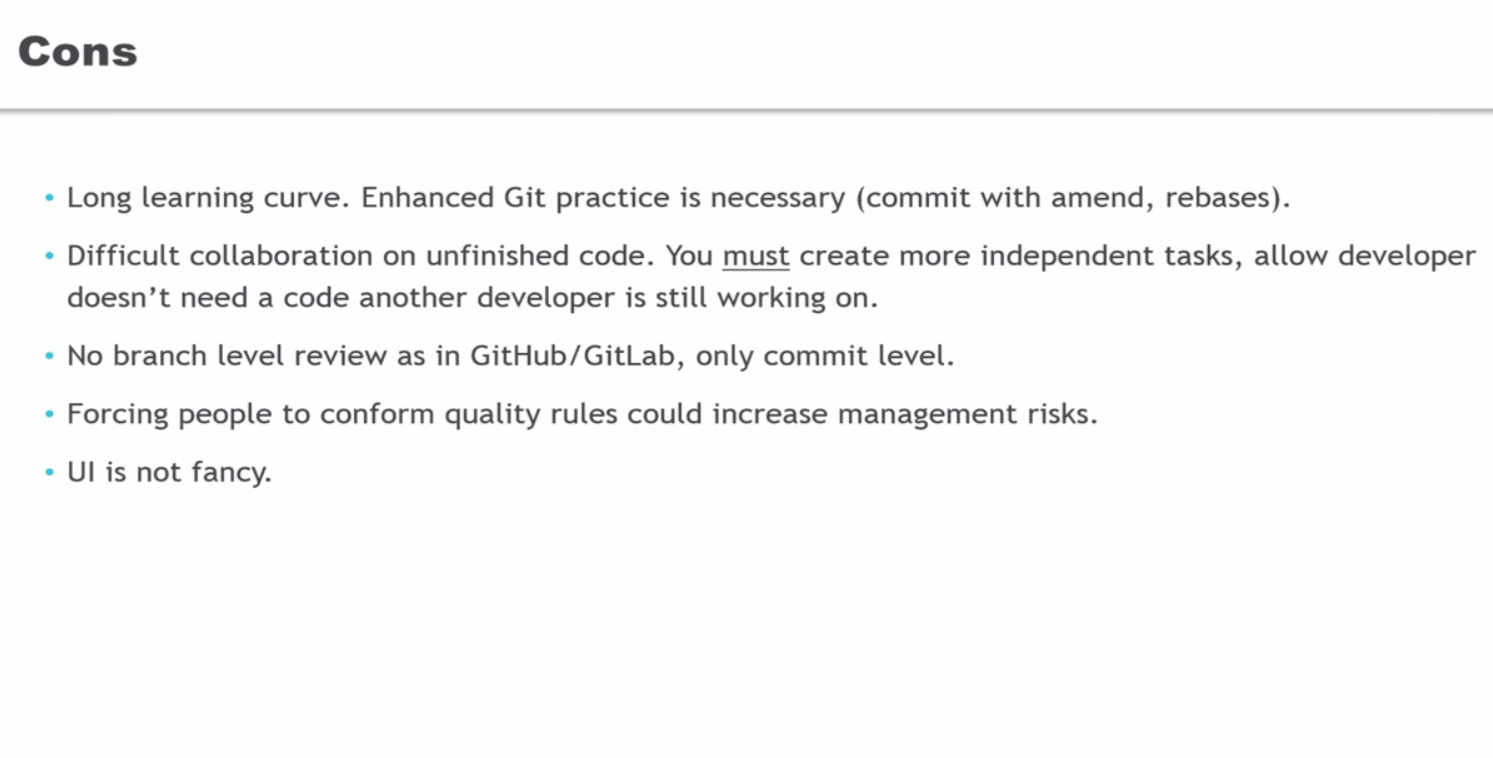 Cons
• Long learning curve. Enhanced Git practice is necessary (commit with amend, rebases).
• Difficult collaboration on unfinished code. You must create more independent tasks, allow developer
doesn’t need a code another developer is still working on.
• No branch level review as in GitHub/GitLab, only commit level.
• Forcing people to conform quality rules could increase management risks.
• UI is not fancy.